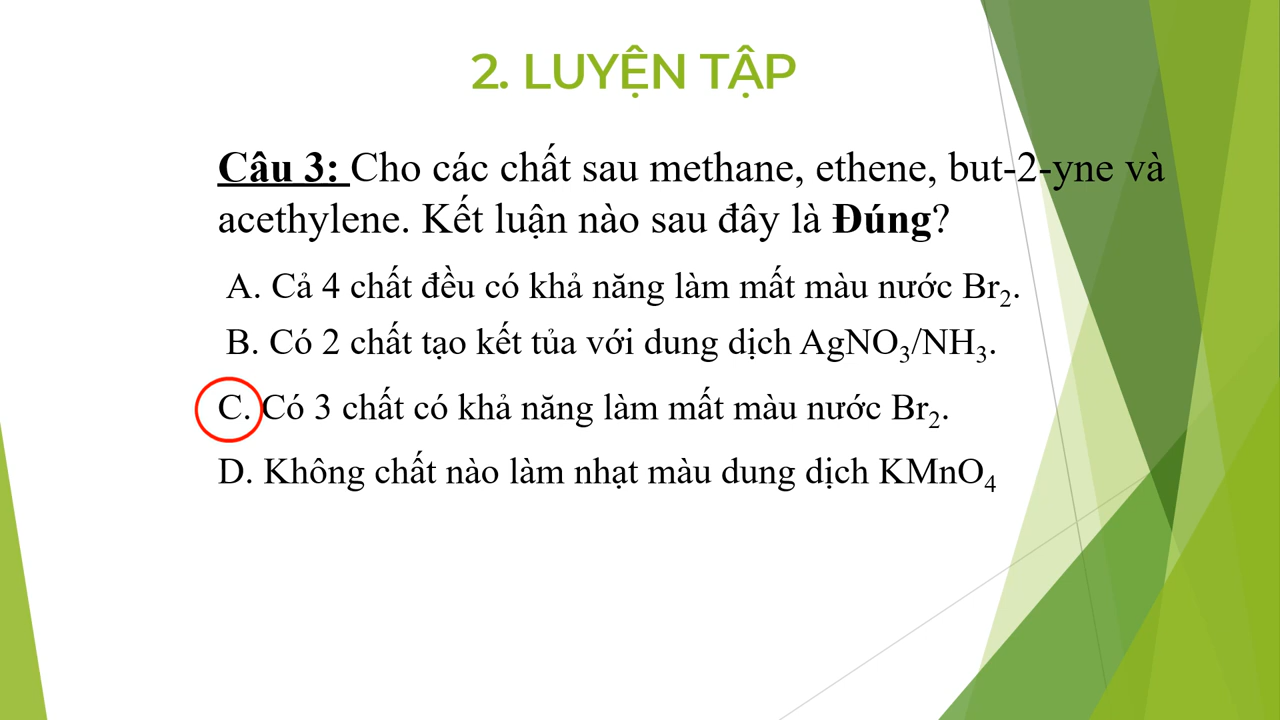 2. LUYỆN TẬP
Câu 3: Cho các chất sau methane, ethene, but-2-yne và
acethylene. Kết luận nào sau đây là Đúng?
A. Cả 4 chất đều có khả năng làm mất màu nước Br₂.
B. Có 2 chất tạo kết tủa với dung dịch AgNO₃/NH₃.
C. Có 3 chất có khả năng làm mất màu nước Br₂.
D. Không chất nào làm nhạt màu dung dịch KMnO₄